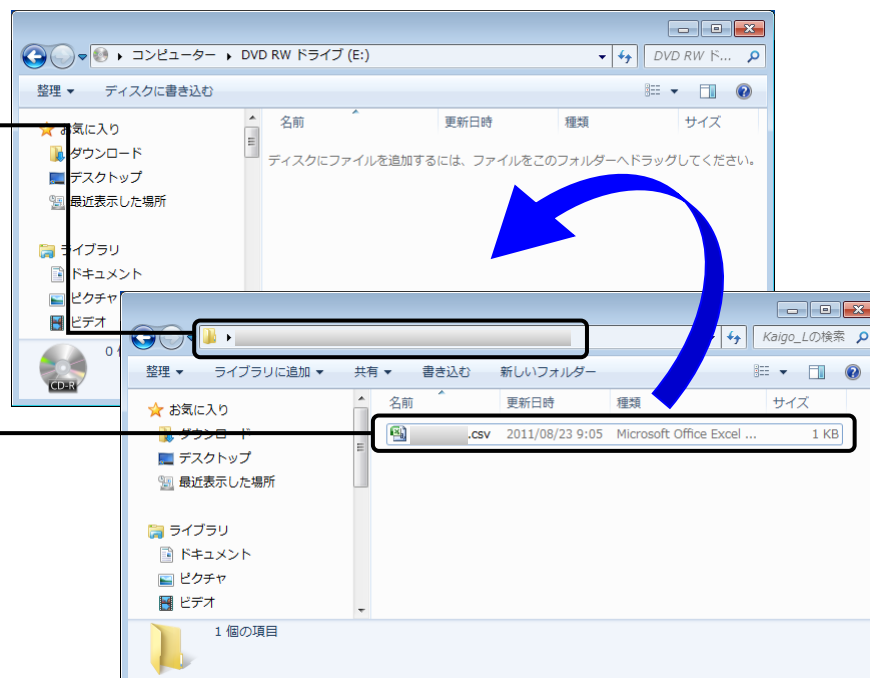 コンピューター ▸ DVD RW ドライブ (E:)
DVD RW ド...
整理 ▼ ディスクに書き込む
お気に入り
ダウンロード
デスクトップ
最近表示した場所
ライブラリ
ドキュメント
ピクチャ
ビデオ
CD-R
名前 更新日時 種類 サイズ
ディスクにファイルを追加するには、ファイルをこのフォルダーへドラッグしてください。
Kaigo_Lの検索
整理 ▼ ライブラリに追加 ▼ 共有 ▼ 書き込む 新しいフォルダー
お気に入り
ダウンロード
デスクトップ
最近表示した場所
ライブラリ
ドキュメント
ピクチャ
ビデオ
名前 更新日時 種類 サイズ
.csv 2011/08/23 9:05 Microsoft Office Excel ... 1 KB
1 個の項目